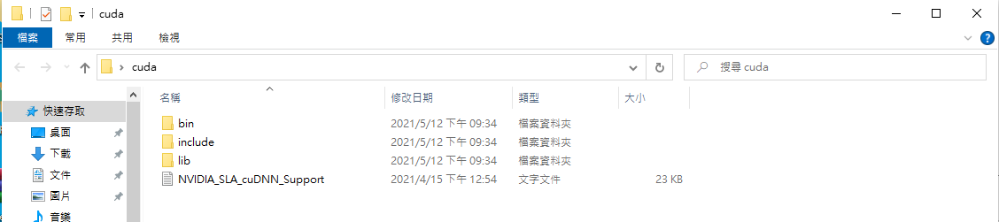 cuda
檔案 常用 共用 檢視
cuda
搜尋 cuda
名稱 修改日期 類型 大小
快速存取
桌面
下載
文件
圖片
音樂
bin 2021/5/12 下午 09:34 檔案資料夾
include 2021/5/12 下午 09:34 檔案資料夾
lib 2021/5/12 下午 09:34 檔案資料夾
NVIDIA_SLA_cuDNN_Support 2021/4/15 下午 12:54 文字文件 23 KB